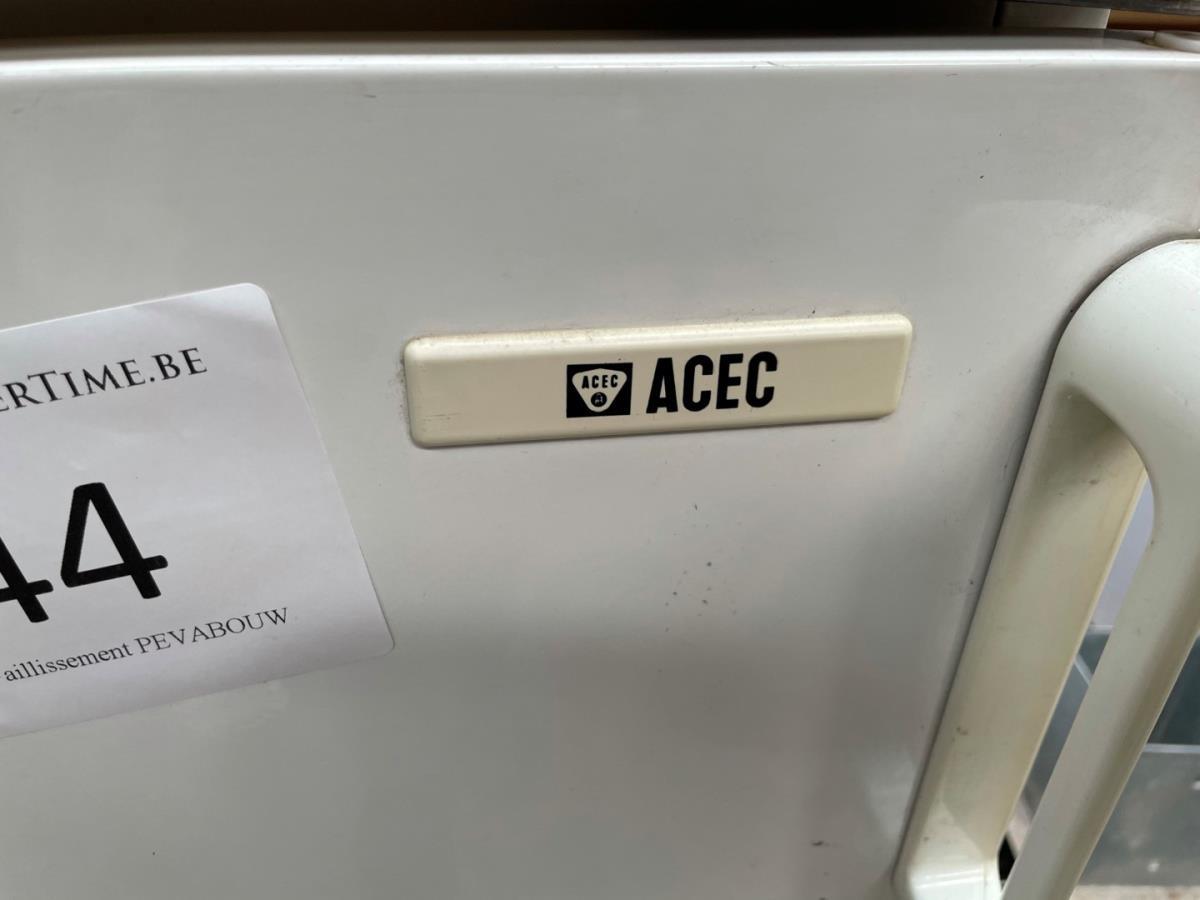 ERTIME.BE
44
aillissement PEVABOUW
ACEC
ACEC